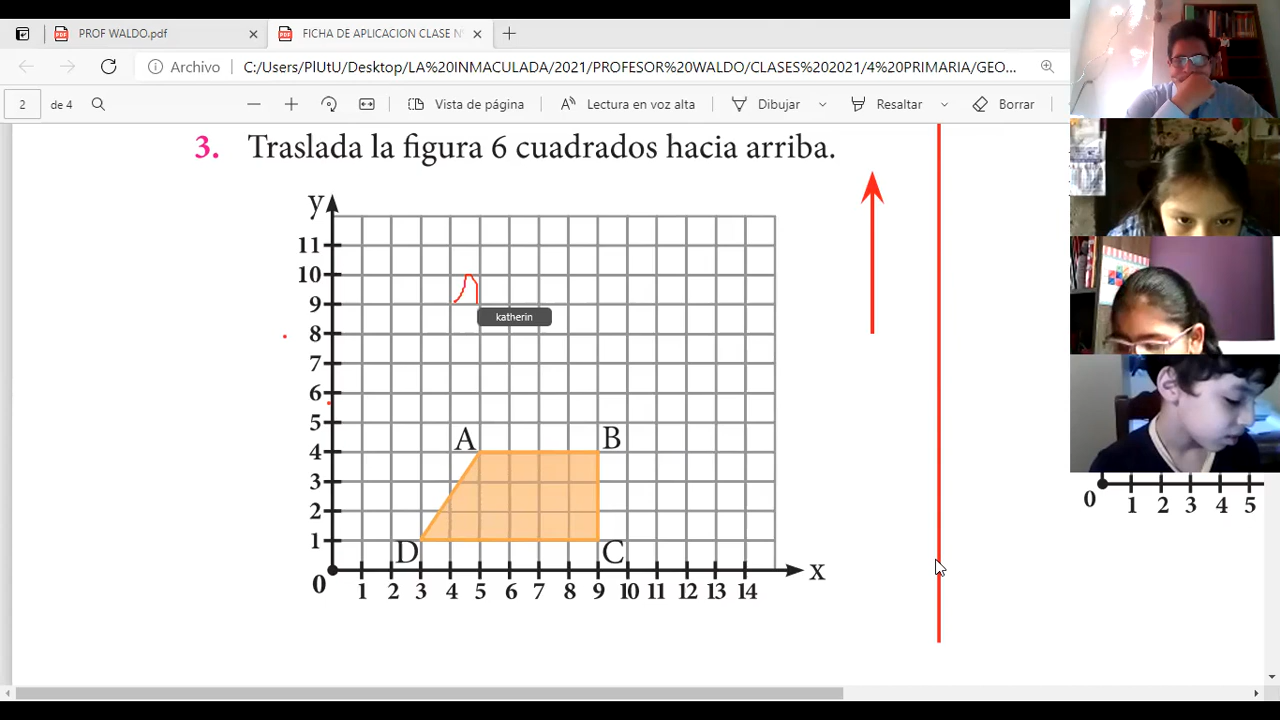 PROF WALDO.pdf
FICHA DE APLICACION CLASE N
Archivo
C:/Users/PlUtU/Desktop/LA%20INMACULADA/2021/PROFESOR%20WALDO/CLASES%202021/4%20PRIMARIA/GEO...
2 de 4
Vista de página
Lectura en voz alta
Dibujar
Resaltar
Borrar
3. Traslada la figura 6 cuadrados hacia arriba.
y
11
10
9
8
7
6
5
4
3
2
1
0
katherin
A
B
D
C
1 2 3 4 5 6 7 8 9 10 11 12 13 14
x
0
1 2 3 4 5